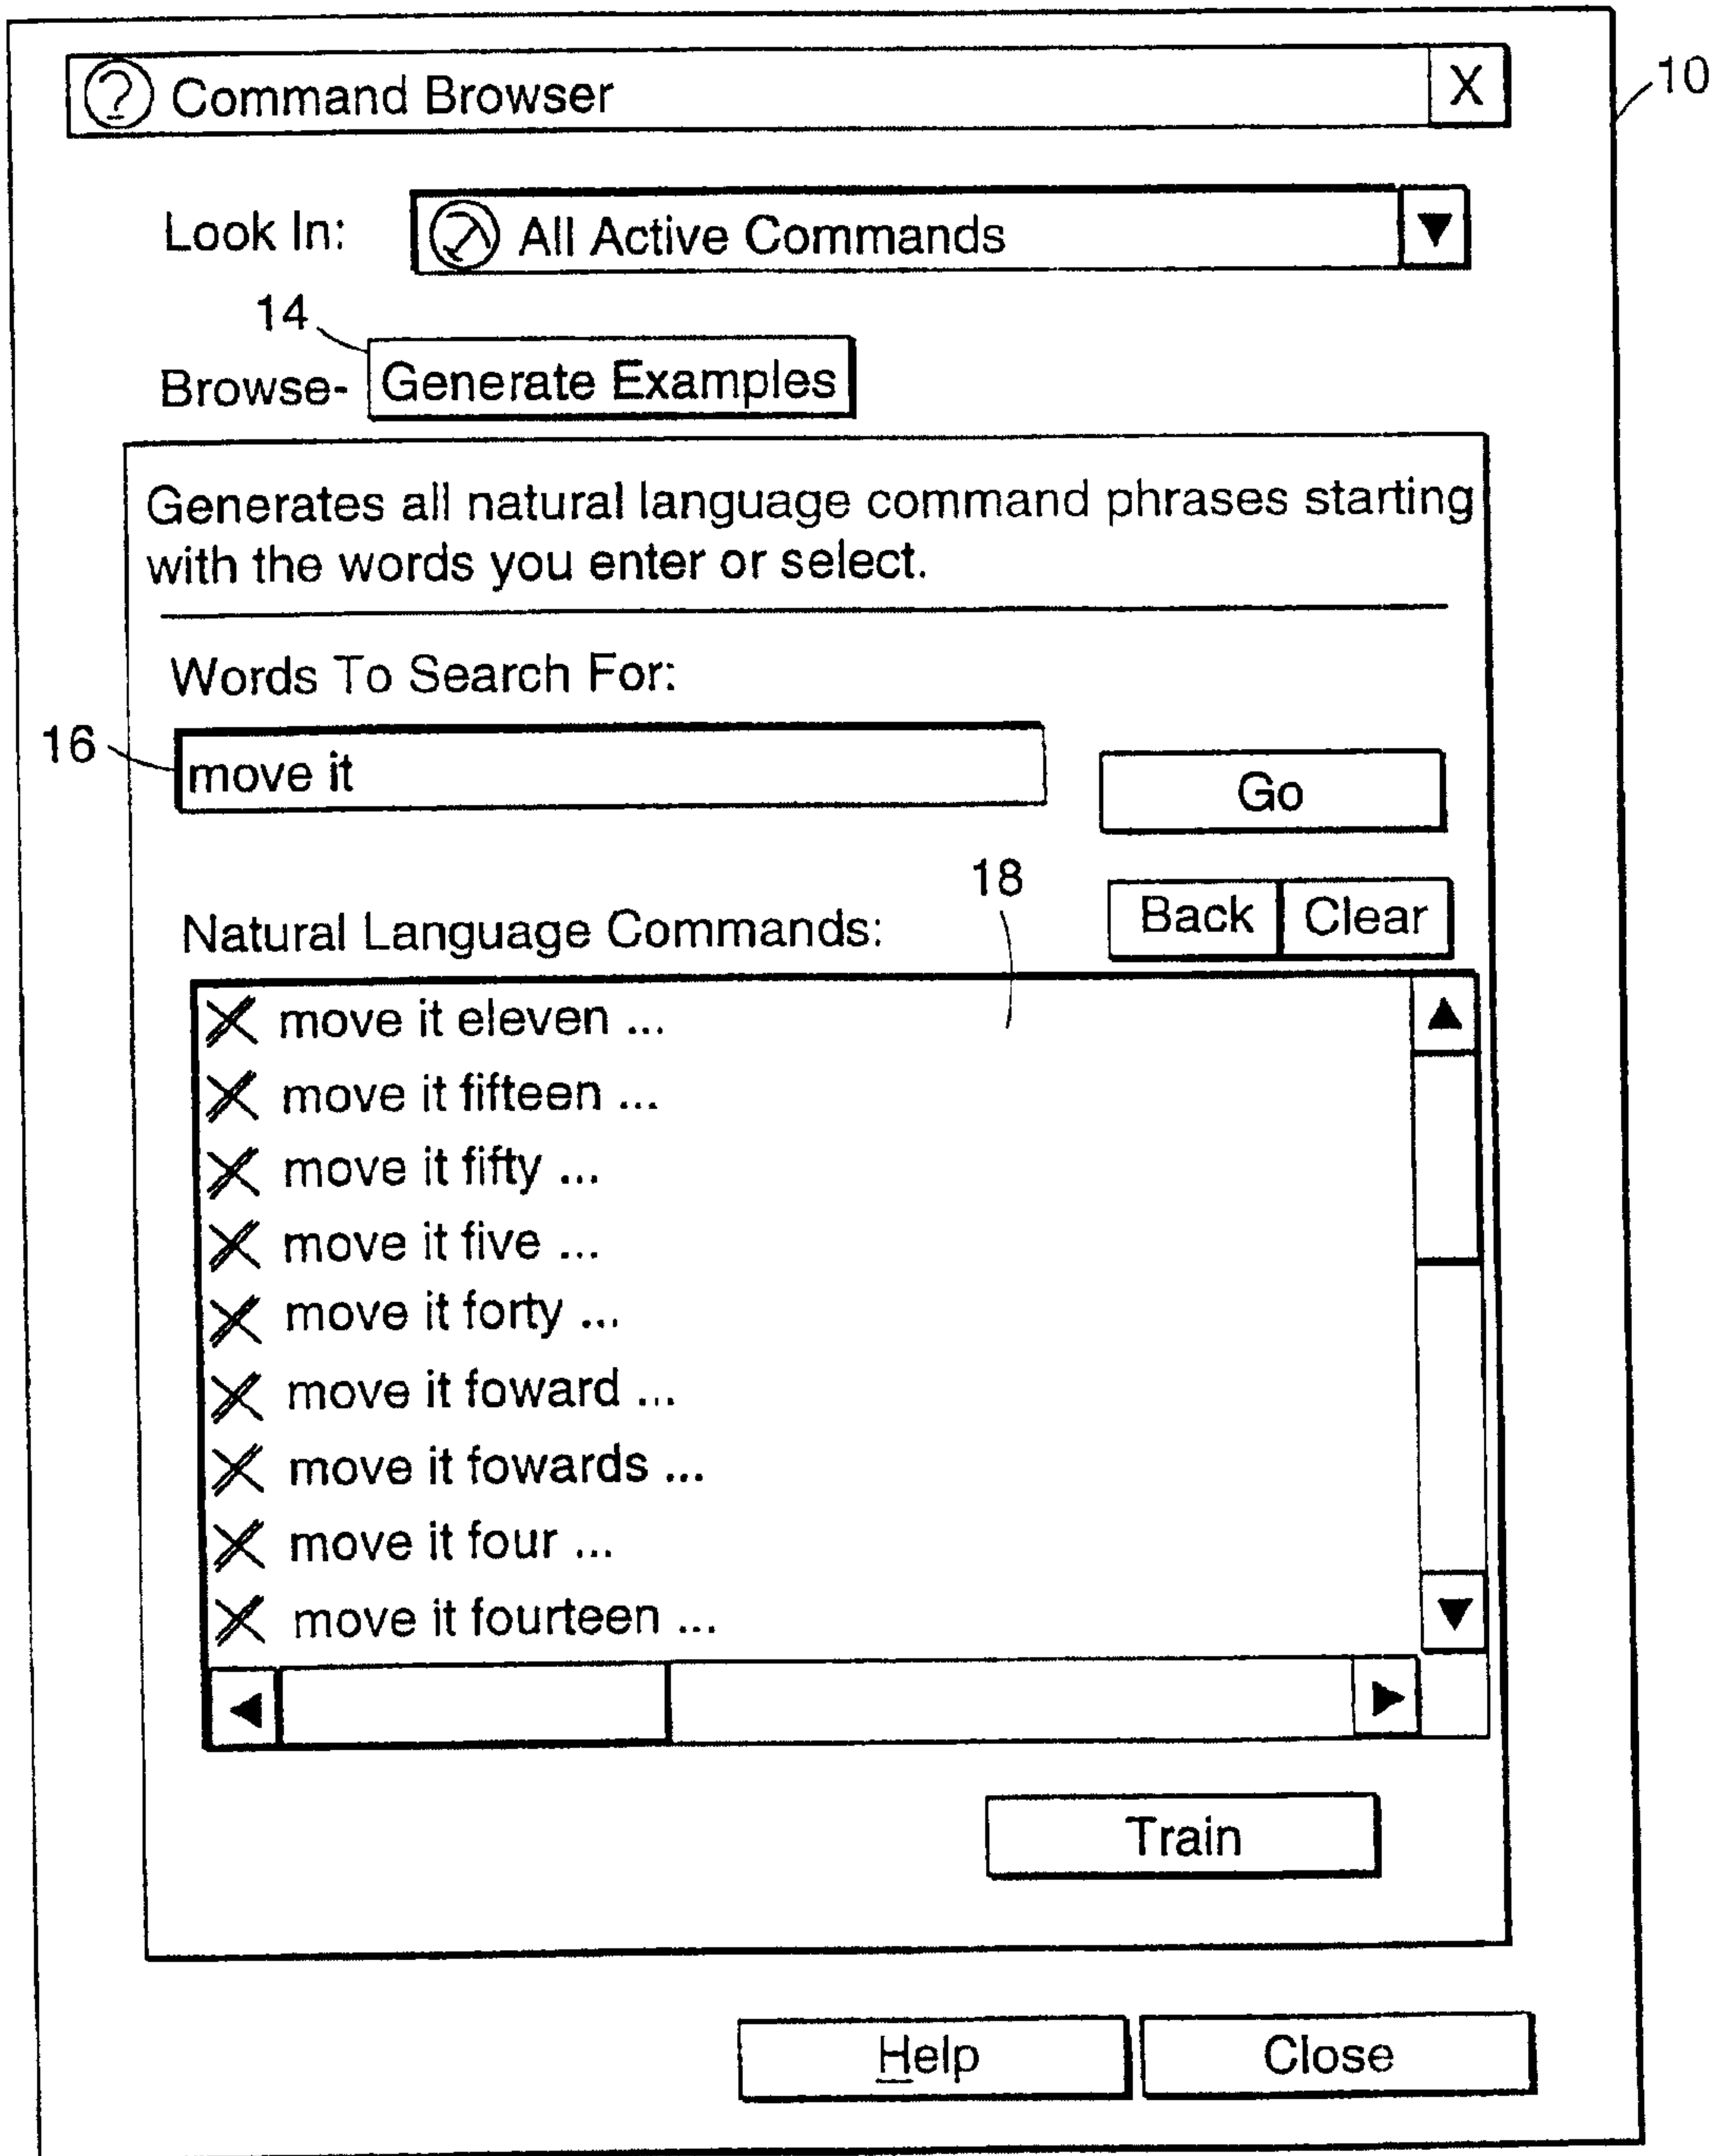 ? Command Browser X
10
Look In: All Active Commands
14
Browse- Generate Examples
Generates all natural language command phrases starting
with the words you enter or select.
Words To Search For:
16
move it
Go
18
Natural Language Commands:
Back Clear
move it eleven ...
move it fifteen ...
move it fifty ...
move it five ...
move it forty ...
move it foward ...
move it fowards ...
move it four ...
move it fourteen ...
Train
Help Close